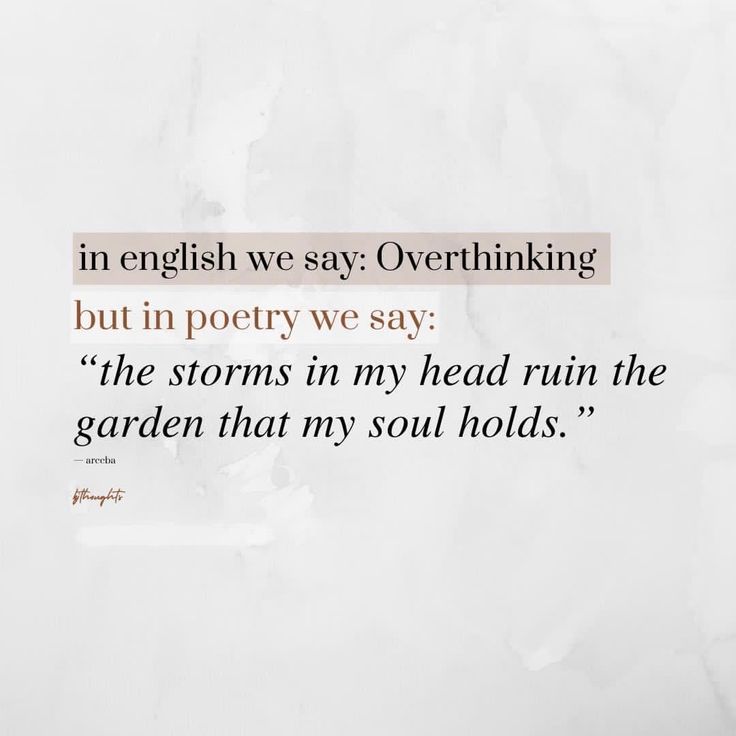 in english we say: Overthinking
but in poetry we say:
“the storms in my head ruin the
garden that my soul holds.”
— areeba
bjthoughts